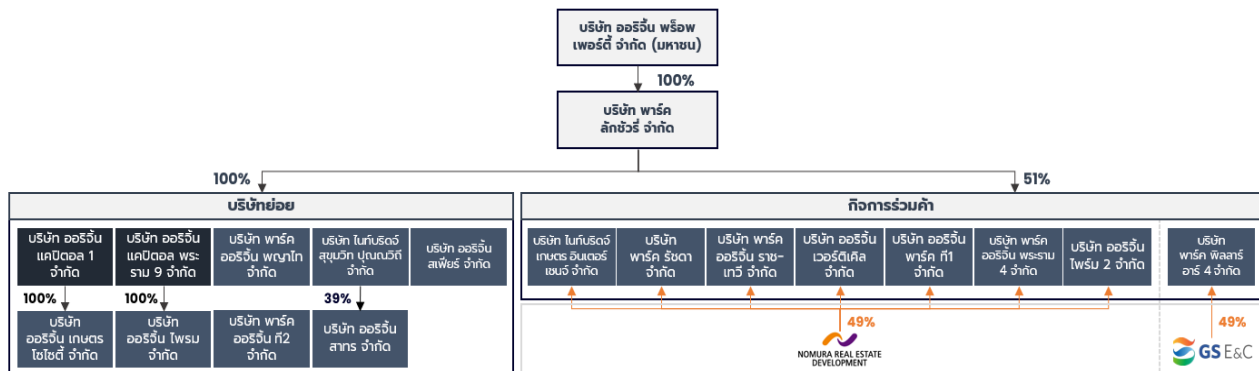 บริษัท ออริจิ้น พร็อพ
เพอร์ตี้ จำกัด (มหาชน)
100%
บริษัท พาร์ค
ลักชัวรี่ จำกัด
100%
51%
บริษัทย่อย
บริษัท ออริจิ้น
แคปิตอล 1
จำกัด
บริษัท ออริจิ้น
แคปิตอล พระ
ราม 9 จำกัด
บริษัท พาร์ค
ออริจิ้น พญาไท
จำกัด
บริษัท ไนท์บริดจ์
สุขุมวิท ปุณณวิถี
จำกัด
บริษัท ออริจิ้น
สเฟียร์ จำกัด
100%
100%
39%
บริษัท
ออริจิ้น เกษตร
โซไซตี้ จำกัด
บริษัท
ออริจิ้น ไพรม
จำกัด
บริษัท พาร์ค
ออริจิ้น ที2
จำกัด
บริษัท ออริจิ้น
สาทร จำกัด
กิจการร่วมค้า
บริษัท ไนท์บริดจ์
เกษตร อินเตอร์
เชนจ์ จำกัด
บริษัท
พาร์ค รัชดา
จำกัด
บริษัท พาร์ค
ออริจิ้น ราช-
เทวี จำกัด
บริษัท ออริจิ้น
เวอร์ติเคิล
จำกัด
บริษัท ออริจิ้น
พาร์ค ที1
จำกัด
บริษัท พาร์ค
ออริจิ้น พระราม
4 จำกัด
บริษัท ออริจิ้น
ไพร์ม 2 จำกัด
บริษัท
พาร์ค พิลลาร์
อาร์ 4 จำกัด
49%
NOMURA REAL ESTATE
DEVELOPMENT
49%
GS E&C